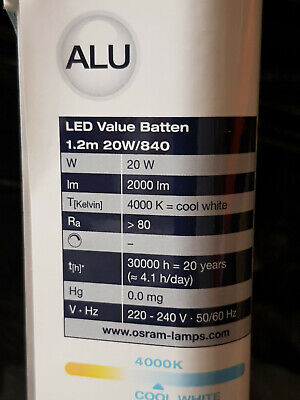 ALU
LED Value Batten
1.2m 20W/840
W 20 W
lm 2000 lm
T[Kelvin] 4000 K = cool white
Ra > 80
–
t[h]* 30000 h = 20 years
(≈ 4.1 h/day)
Hg 0.0 mg
V · Hz 220 - 240 V · 50/60 Hz
www.osram-lamps.com
4000K
COOL WHITE